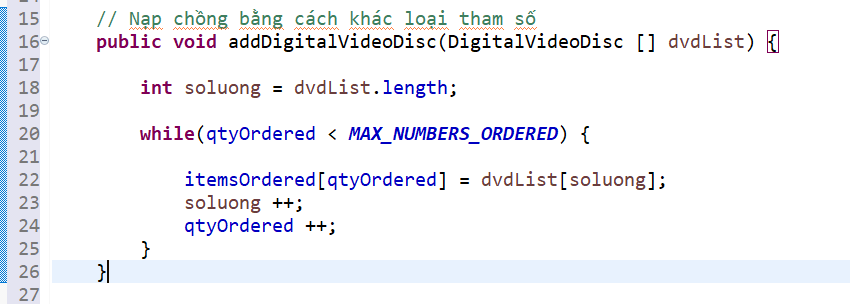 15 // Nạp chồng bằng cách khác loại tham số
16 public void addDigitalVideoDisc(DigitalVideoDisc [] dvdList) {
17
18 int soluong = dvdList.length;
19
20 while(qtyOrdered < MAX_NUMBERS_ORDERED) {
21
22 itemsOrdered[qtyOrdered] = dvdList[soluong];
23 soluong ++;
24 qtyOrdered ++;
25 }
26 }
27